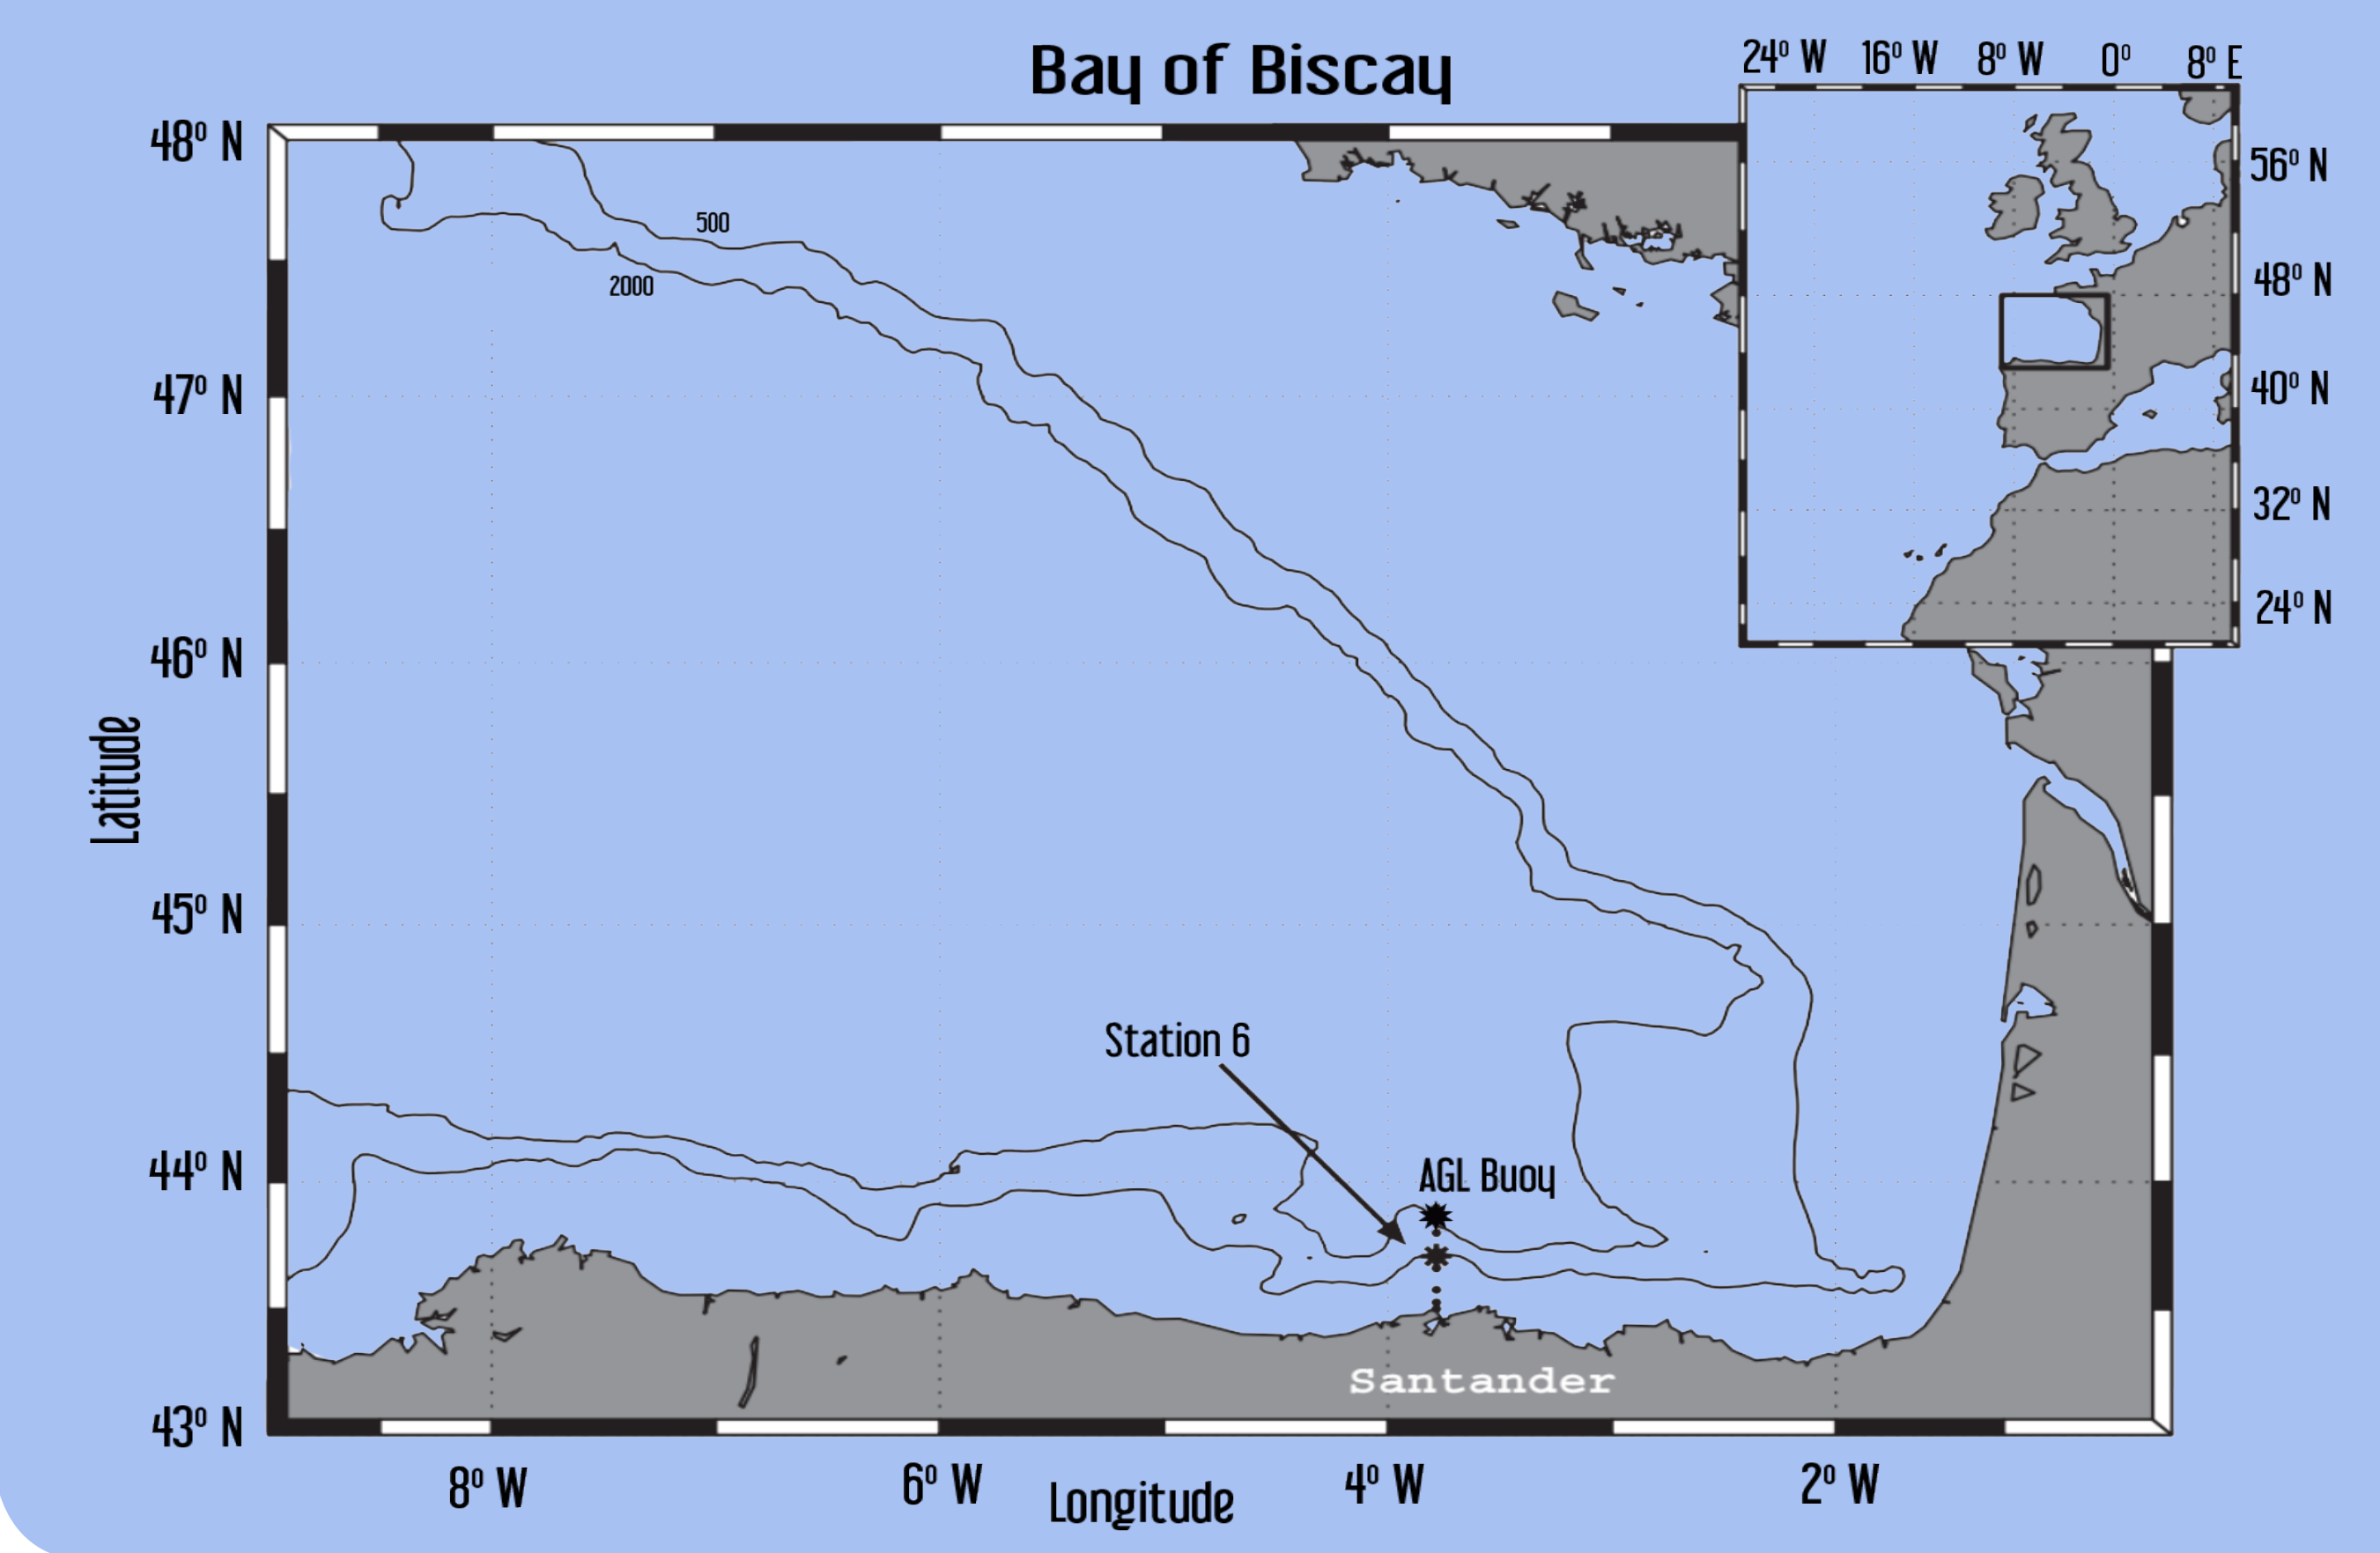 Bay of Biscay
24⁰ W 16⁰ W 8⁰ W 0⁰ 8⁰ E
48⁰ N
56⁰ N
500
48⁰ N
2000
47⁰ N
40⁰ N
32⁰ N
24⁰ N
46⁰ N
Latitude
45⁰ N
Station 6
44⁰ N
AGL Buoy
Santander
43⁰ N
8⁰ W 6⁰ W 4⁰ W 2⁰ W
Longitude